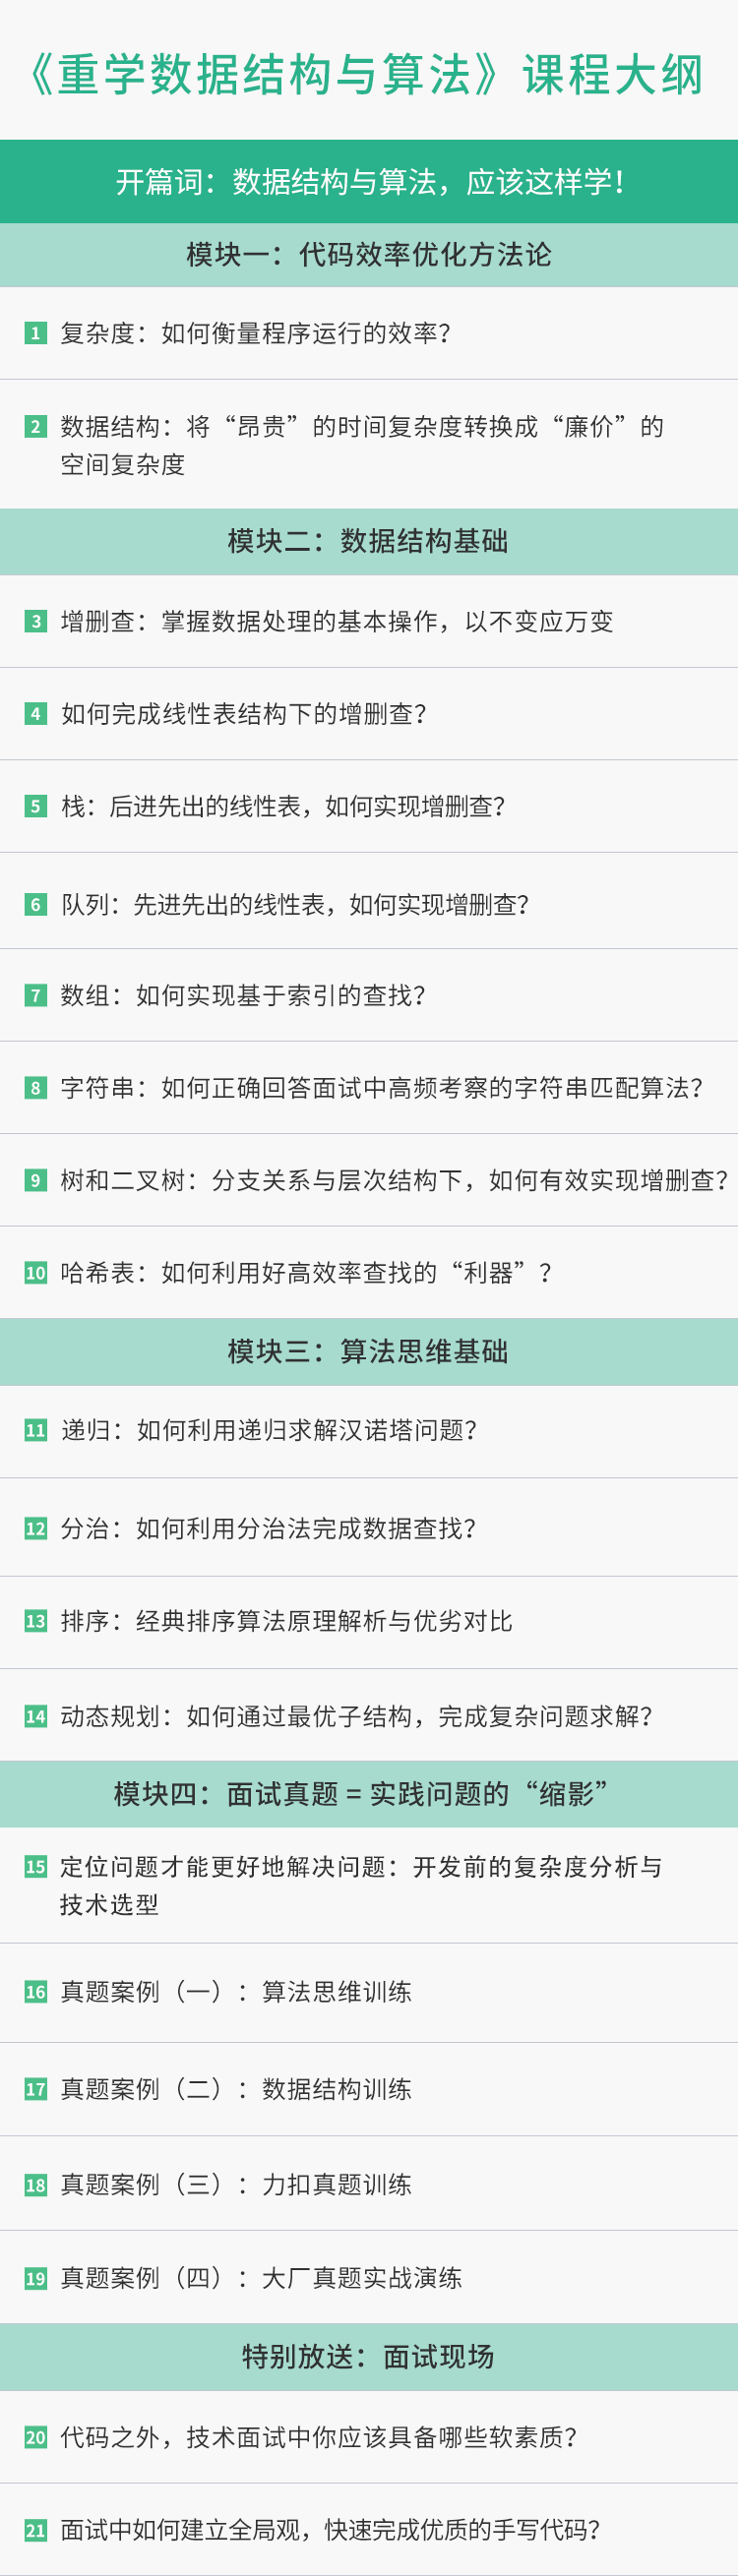 《重学数据结构与算法》课程大纲
开篇词：数据结构与算法，应该这样学！
模块一：代码效率优化方法论
1 复杂度：如何衡量程序运行的效率？
2 数据结构：将“昂贵”的时间复杂度转换成“廉价”的
空间复杂度
模块二：数据结构基础
3 增删查：掌握数据处理的基本操作，以不变应万变
4 如何完成线性表结构下的增删查？
5 栈：后进先出的线性表，如何实现增删查？
6 队列：先进先出的线性表，如何实现增删查？
7 数组：如何实现基于索引的查找？
8 字符串：如何正确回答面试中高频考察的字符串匹配算法？
9 树和二叉树：分支关系与层次结构下，如何有效实现增删查？
10 哈希表：如何利用好高效率查找的“利器”？
模块三：算法思维基础
11 递归：如何利用递归求解汉诺塔问题？
12 分治：如何利用分治法完成数据查找？
13 排序：经典排序算法原理解析与优劣对比
14 动态规划：如何通过最优子结构，完成复杂问题求解？
模块四：面试真题 = 实践问题的“缩影”
15 定位问题才能更好地解决问题：开发前的复杂度分析与
技术选型
16 真题案例（一）：算法思维训练
17 真题案例（二）：数据结构训练
18 真题案例（三）：力扣真题训练
19 真题案例（四）：大厂真题实战演练
特别放送：面试现场
20 代码之外，技术面试中你应该具备哪些软素质？
21 面试中如何建立全局观，快速完成优质的手写代码？